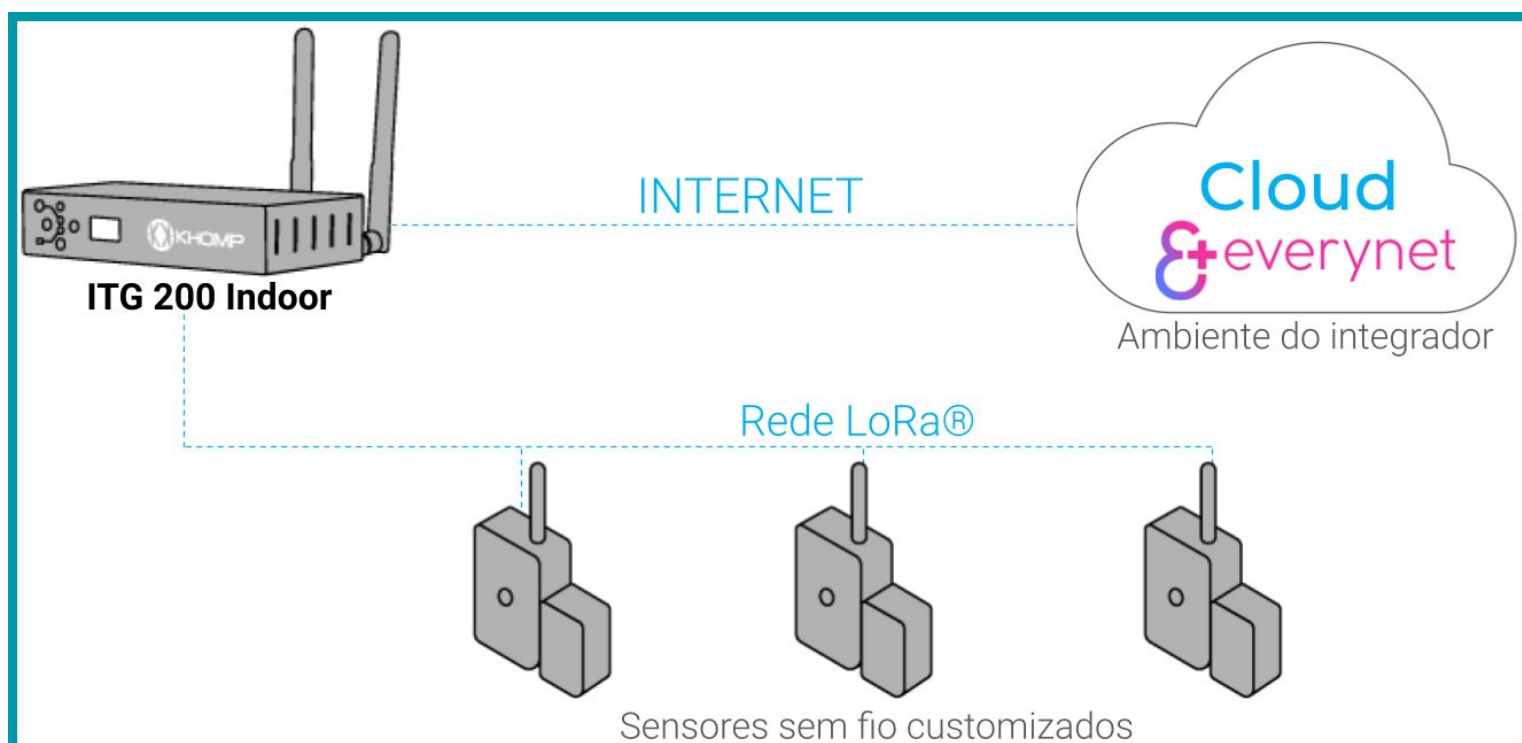 INTERNET
Cloud
everynet
KHOMP
ITG 200 Indoor
Ambiente do integrador
Rede LoRa®
Sensores sem fio customizados